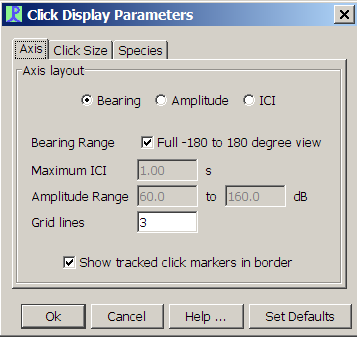 Click Display Parameters
Axis Click Size Species
Axis layout
Bearing Amplitude ICI
Bearing Range Full -180 to 180 degree view
Maximum ICI 1.00 s
Amplitude Range 60.0 to 160.0 dB
Grid lines 3
Show tracked click markers in border
Ok Cancel Help ... Set Defaults